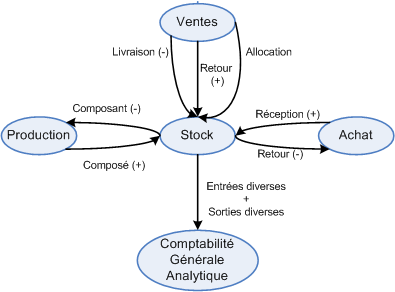 Ventes
Livraison (-)
Retour
(+)
Allocation
Composant (-)
Réception (+)
Production
Stock
Achat
Composé (+)
Retour (-)
Entrées diverses
+
Sorties diverses
Comptabilité
Générale
Analytique